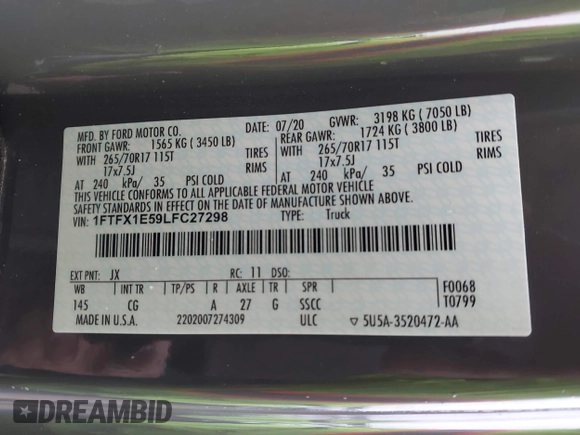 MFD. BY FORD MOTOR CO. DATE: 07/20 GVWR: 3198 KG ( 7050 LB)
FRONT GAWR: 1565 KG ( 3450 LB) REAR GAWR: 1724 KG ( 3800 LB)
WITH 265/70R17 115T TIRES WITH 265/70R17 115T TIRES
17x7.5J RIMS 17x7.5J RIMS
AT 240 kPa/ 35 PSI COLD AT 240 kPa/ 35 PSI COLD
THIS VEHICLE CONFORMS TO ALL APPLICABLE FEDERAL MOTOR VEHICLE
SAFETY STANDARDS IN EFFECT ON THE DATE OF MANUFACTURE SHOWN ABOVE.
VIN: 1FTFX1E59LFC27298 TYPE: Truck
EXT PNT: JX RC: 11 DSO:
WB INT TR TP/PS R AXLE TR SPR F0068
145 CG A 27 G SSCC T0799
MADE IN U.S.A. 2202007274309 ULC ▽ 5U5A-3520472-AA
DREAMBID